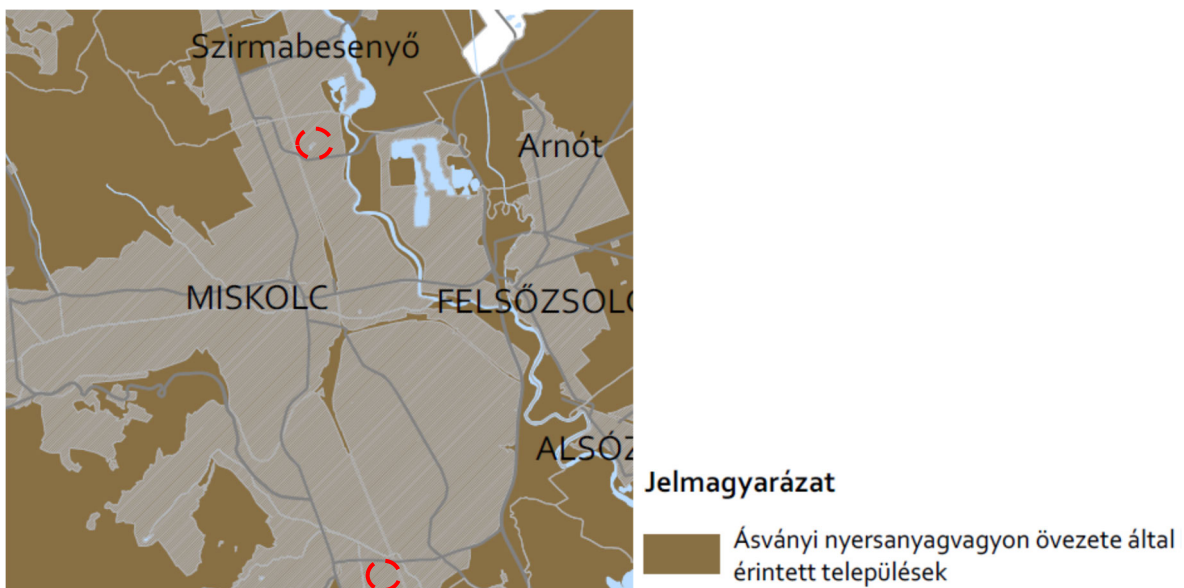 Szirmabesenyő
Arnót
MISKOLC
FELSŐZSOLC
ALSÓZ
Jelmagyarázat
Ásványi nyersanyagvagyon övezete által
érintett települések